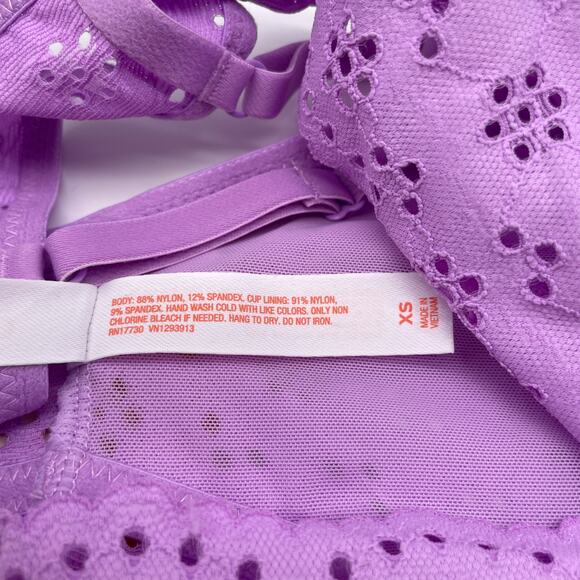 BODY: 88% NYLON, 12% SPANDEX. CUP LINING: 91% NYLON,
9% SPANDEX. HAND WASH COLD WITH LIKE COLORS. ONLY NON
CHLORINE BLEACH IF NEEDED. HANG TO DRY. DO NOT IRON.
RN17730 VN1293913
XS
MADE IN
VIETNAM